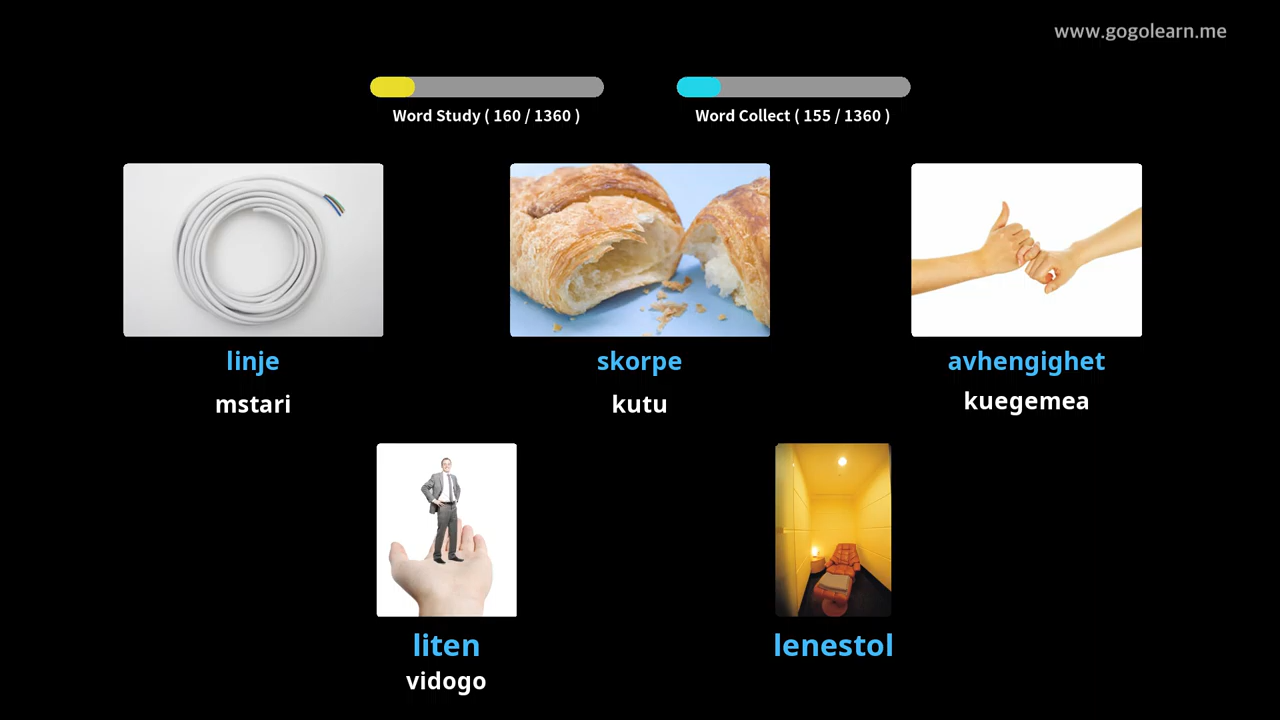 www.gogolearn.me
Word Study ( 160 / 1360 )
Word Collect ( 155 / 1360 )
linje
mstari
skorpe
kutu
avhengighet
kuegemea
liten
vidogo
lenestol